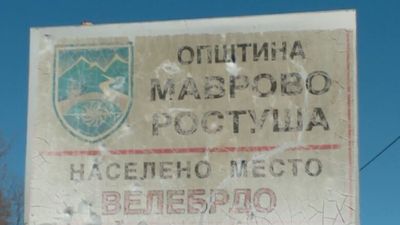 ОПШТИНА
МАВРОВО
РОСТУША
НАСЕЛЕНО МЕСТО
ВЕЛЕБРДО